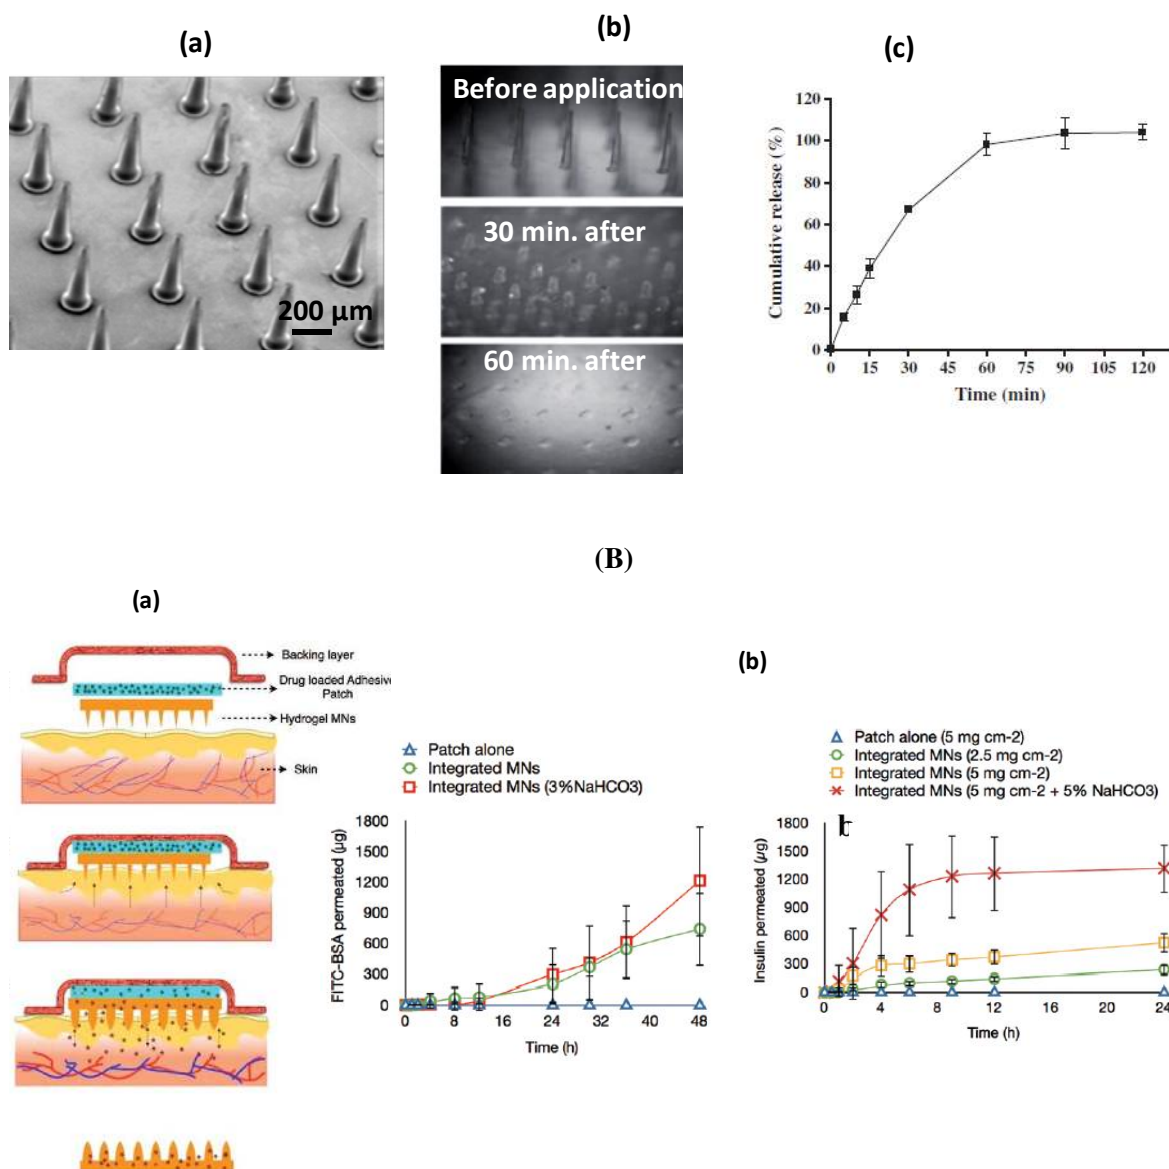 (a)
(b)
(c)
200 µm
Before application
30 min. after
60 min. after
Cumulative release (%)
120
100
80
60
40
20
0
0 15 30 45 60 75 90 105 120
Time (min)
(B)
(a)
Backing layer
Drug loaded Adhesive
Patch
Hydrogel MNs
Skin
(b)
Patch alone
Integrated MNs
Integrated MNs (3%NaHCO3)
FITC-BSA permeated (µg)
1800
1500
1200
900
600
300
0
0 8 16 24 32 40 48
Time (h)
Patch alone (5 mg cm-2)
Integrated MNs (2.5 mg cm-2)
Integrated MNs (5 mg cm-2)
Integrated MNs (5 mg cm-2 + 5% NaHCO3)
b
Insulin permeated (µg)
1800
1500
1200
900
600
300
0
0 4 8 12 16 20 24
Time (h)